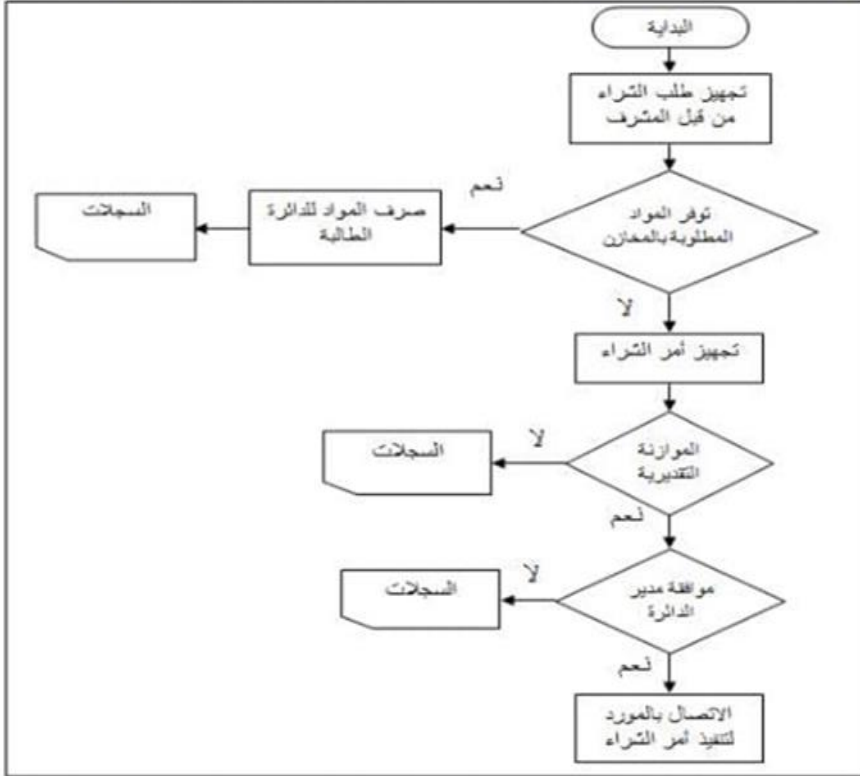 البداية
تجهيز طلب الشراء
من قبل المشرف
توفر المواد
المطلوبة بالمخازن
نعم
صرف المواد للدائرة
الطالبة
السجلات
لا
تجهيز أمر الشراء
الموازنة
التقديرية
لا
السجلات
نعم
موافقة مدير
الدائرة
لا
السجلات
نعم
الاتصال بالمورد
لتنفيذ أمر الشراء